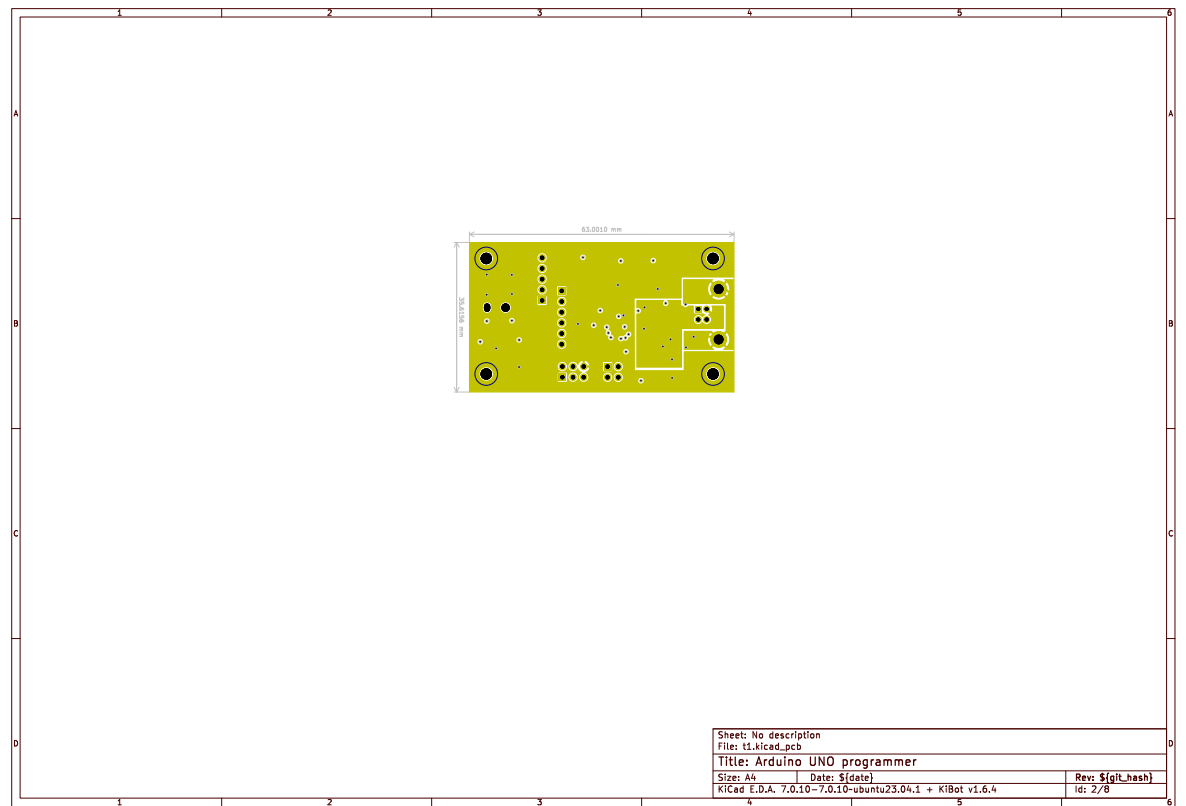 1 2 3 4 5 6
A A
63.0010 mm
35.6156 mm
B B
C C
D D
Sheet: No description
File: t1.kicad_pcb
Title: Arduino UNO programmer
Size: A4 Date: ${date} Rev: ${git_hash}
KiCad E.D.A. 7.0.10-7.0.10~ubuntu23.04.1 + KiBot v1.6.4 Id: 2/8
1 2 3 4 5 6